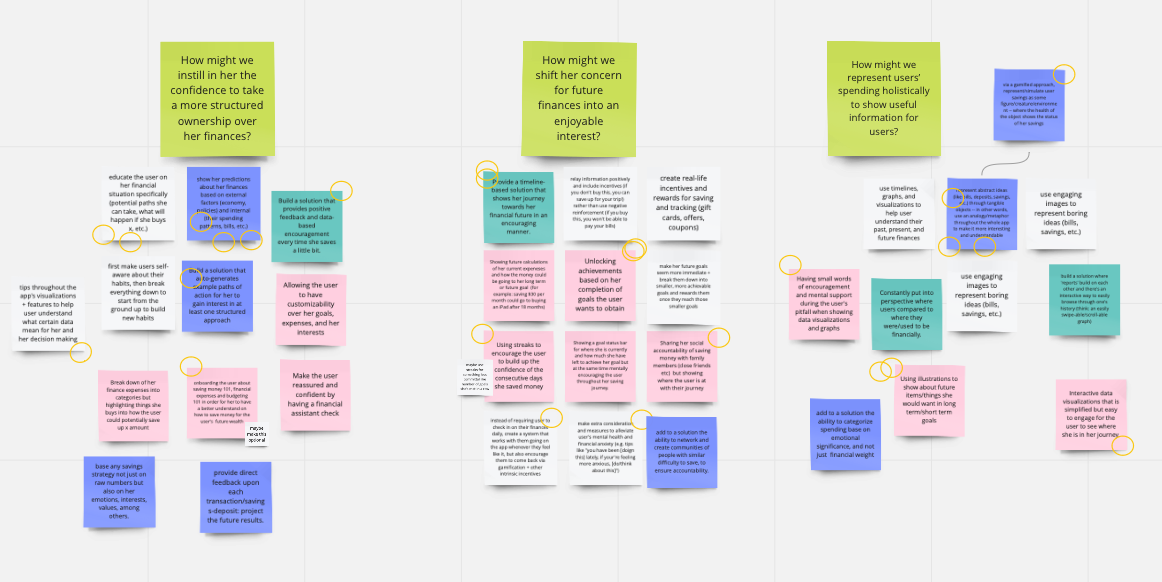 How might we
instill in her the
confidence to take
a more structured
ownership over
her finances?
educate the user on
her financial
situation specifically
(potential paths she
can take, what will
happen if she buys
x, etc.)
show her predictions
about her finances
based on external
factors (economy,
and internal
spending
patterns, bills, etc.)
Build a solution that
provides positive
feedback and data-
based
encouragement
every time she saves
a little bit.
tips throughout the
app's visualizations
+ features to help
user understand
what certain data
mean for her and
her decision making
first make users self-
aware about their
habits, then break
everything down to
start from the
ground up to build
new habits
a solution that
auto-generates
sample paths of
action for her to
gain interest in at
least one structured
approach
Allowing the user
to have
customizability
over her goals,
expenses, and her
interests
Break down of her
finance expenses into
categories but
highlighting things she
buys into how the user
could potentially save
up x amount
onboarding the user about
saving money 101, financial
expenses and budgeting
101 in order for her to have
a better understand on
how to save money for the
user's future wealth
maybe
make this
optional
Make the user
reassured and
confident by
having a financial
assistant check
base any savings
strategy not just on
raw numbers but
also on her
emotions, interests,
values, among
others.
provide direct
feedback upon
each
transaction/saving
s-deposit: project
the future results.
How might we
shift her concern
for future
finances into an
enjoyable
interest?
Provide a timeline-
based solution that
shows her journey
towards her
financial future in an
encouraging
manner.
relay information positively
and include incentives (if
you don't buy this, you can
save up for your trip!)
rather than use negative
reinforcement (if you buy
this, you won't be able to
pay your bills)
create real-life
incentives and
rewards for saving
and tracking (gift
cards, offers,
coupons)
Showing future calculations
of her current expenses
and how the money could
be going to her long term
or future goal (for
example: saving $30 per
month could go to buying
an iPad after 18 months)
Unlocking
achievements
based on her
completion of
goals the user
wants to obtain
make her future goals
seem more immediate =
break them down into
smaller, more achievable
goals and rewards them
once they reach those
smaller goals
Using streaks to
encourage the user
to build up the
confidence of the
consecutive days
she saved money
Showing a goal status bar
for where she is currently
and how much she have
left to achieve her goal but
at the same time mentally
encouraging the user
throughout her saving
journey.
Sharing her social
accountability of saving
money with family
members (close friends
etc) but showing
where the user is at
with their journey
instead of requiring user to
check in on their finances
daily, create a system that
works with them going on
the app whenever they feel
like it, but also encourage
them to come back via
gamification + other
intrinsic incentives
make extra consideration
and measures to alleviate
user's mental health and
financial anxiety (e.g. tips
like "you have been [doign
this] lately, if your're feeling
more anxious, [do/think
about this]")
add to a solution the
ability to network and
create communities of
people with similar
difficulty to save, to
ensure accountability.
How might we
represent users'
spending holistically
to show useful
information for
users?
via a gamified approach,
represent/simulate user
savings as some
where the health of
the object shows the status
of her savings
use timelines,
graphs, and
visualizations to
help user
understand their
past, present, and
future finances
represent abstract ideas
bills, deposits, savings,
through tangible
objects - in other words,
use an analogy/metaphor
throughout the whole app
to make it more interesting
and understandable
use engaging
images to
represent boring
ideas (bills,
savings, etc.)
Having small words
of encouragement
and mental support
during the user's
pitfall when showing
data visualizations
and graphs
Constantly put into
perspective where
users compared to
where they
were/used to be
financially.
use engaging
images to
represent boring
ideas (bills,
savings, etc.)
build a solution where
'reports' build on each
other and there's an
interactive way to easily
browse through one's
history (think: an easily
swipe-able/scroll-able
graph)
Using illustrations to
show about future
items/things she
would want in long
term/short term
goals
add to a solution the
ability to categorize
spending base on
emotional
significance, and not
just financial weight
Interactive data
visualizations that is
simplified but easy
to engage for the
user to see where
she is in her journey.